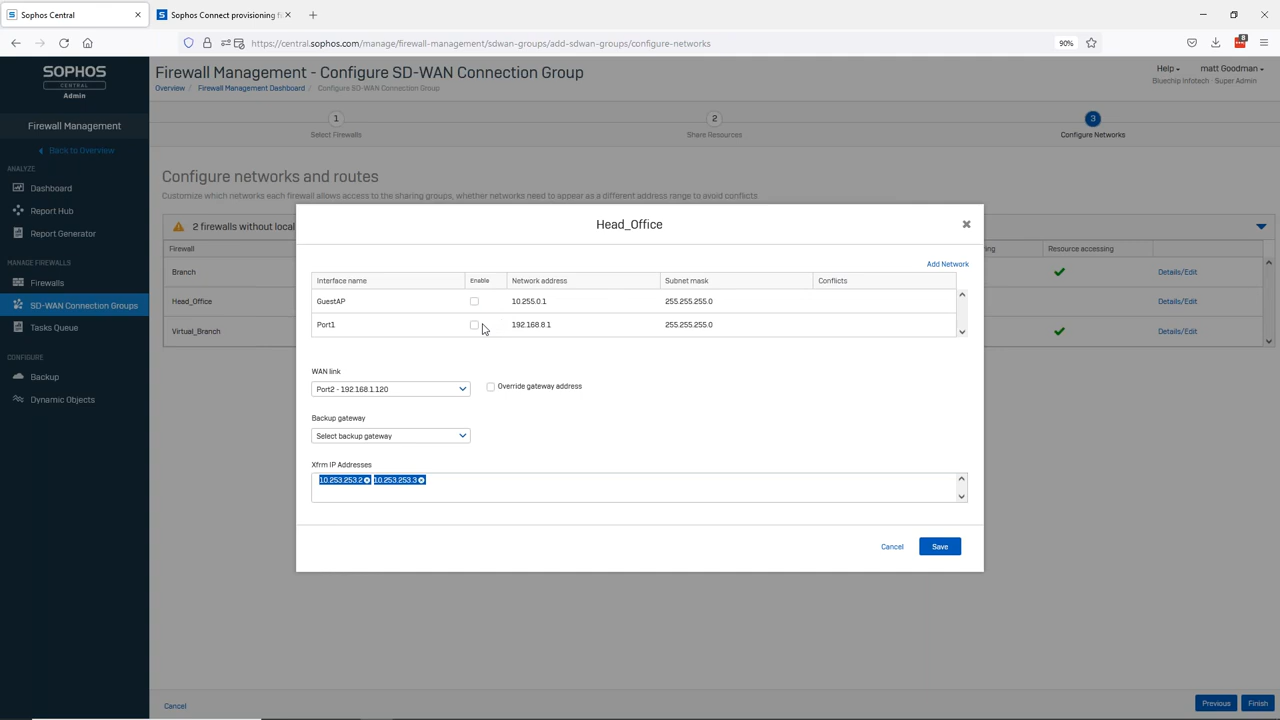 Sophos Central
Sophos Connect provisioning f
https://central.sophos.com/manage/firewall-management/sdwan-groups/add-sdwan-groups/configure-networks
90%
8
SOPHOS
CENTRAL
Admin
Firewall Management - Configure SD-WAN Connection Group
Overview / Firewall Management Dashboard / Configure SD-WAN Connection Group
Help
matt Goodman
Bluechip Infotech · Super Admin
Firewall Management
Back to Overview
ANALYZE
Dashboard
Report Hub
Report Generator
MANAGE FIREWALLS
Firewalls
SD-WAN Connection Groups
Tasks Queue
CONFIGURE
Backup
Dynamic Objects
1
Select Firewalls
2
Share Resources
3
Configure Networks
Configure networks and routes
Customize which networks each firewall allows access to the sharing groups, whether networks need to appear as a different address range to avoid conflicts
2 firewalls without local
Firewall
ring
Resource accessing
Branch
Details/Edit
Head_Office
Details/Edit
Virtual_Branch
Details/Edit
Head_Office
Add Network
Interface name Enable Network address Subnet mask Conflicts
GuestAP 10.255.0.1 255.255.255.0
Port1 192.168.8.1 255.255.255.0
WAN link
Port2 - 192.168.1.120
Override gateway address
Backup gateway
Select backup gateway
Xfrm IP Addresses
10.253.253.2 10.253.253.3
Cancel
Save
Cancel
Previous
Finish